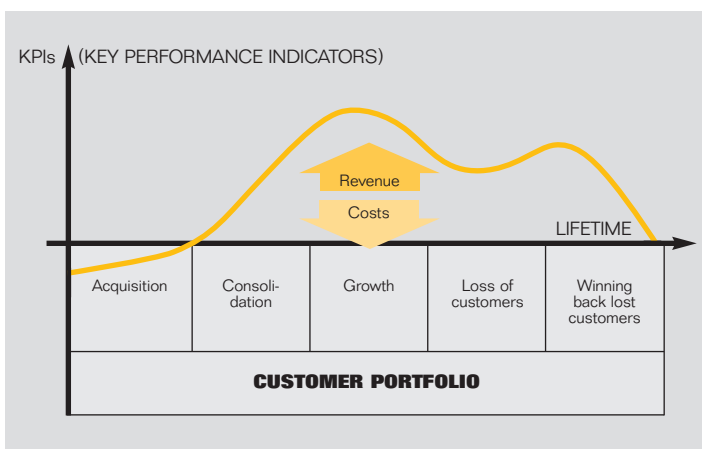 KPIs (KEY PERFORMANCE INDICATORS)
Revenue
Costs
LIFETIME
Acquisition
Consoli-
dation
Growth
Loss of
customers
Winning
back lost
customers
CUSTOMER PORTFOLIO